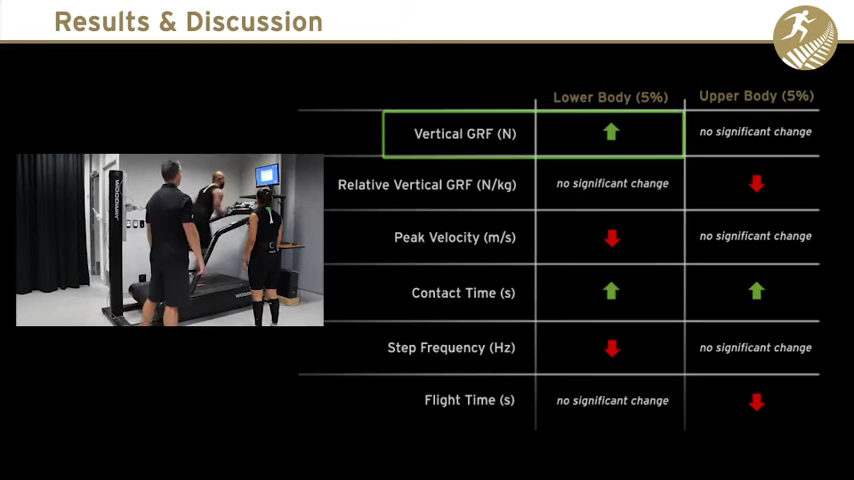 Results & Discussion
Lower Body (5%) Upper Body (5%)
Vertical GRF (N) no significant change
Relative Vertical GRF (N/kg) no significant change
Peak Velocity (m/s) no significant change
Contact Time (s)
Step Frequency (Hz) no significant change
Flight Time (s) no significant change
WOODWAY